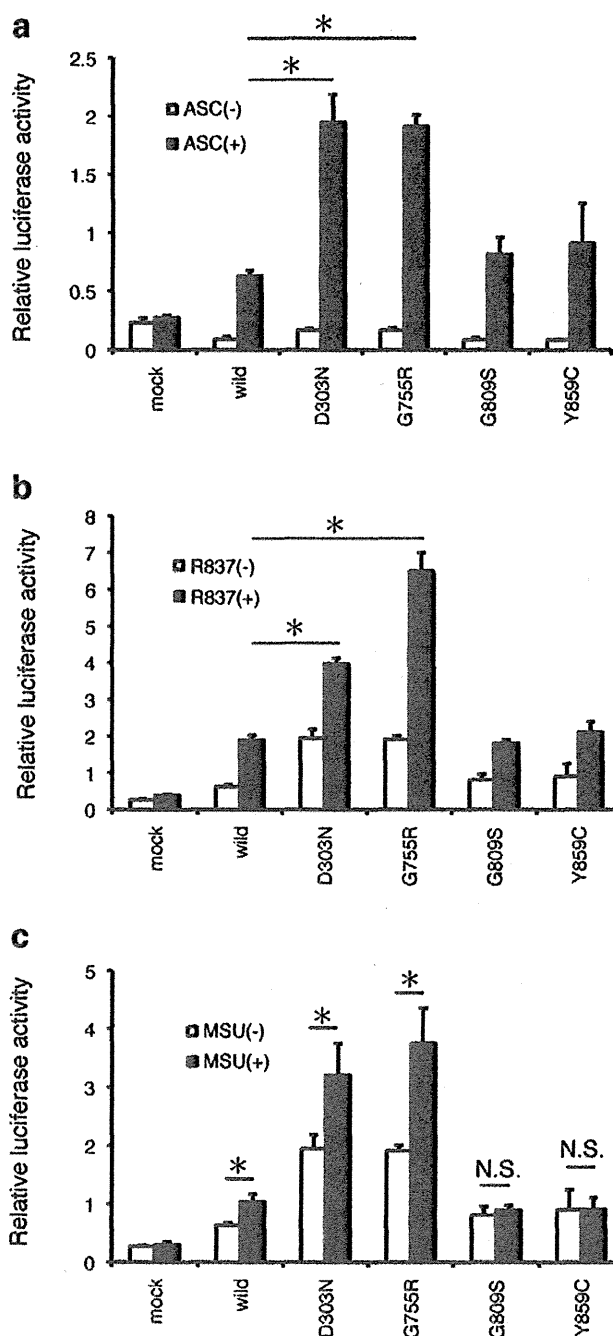 a
*
*
2.5
2
1.5
1
0.5
0
Relative luciferase activity
ASC(-)
ASC(+)
mock
wild
D303N
G755R
G809S
Y859C
b
*
*
8
7
6
5
4
3
2
1
0
Relative luciferase activity
R837(-)
R837(+)
mock
wild
D303N
G755R
G809S
Y859C
c
5
4
3
2
1
0
Relative luciferase activity
MSU(-)
MSU(+)
*
*
*
N.S.
N.S.
mock
wild
D303N
G755R
G809S
Y859C